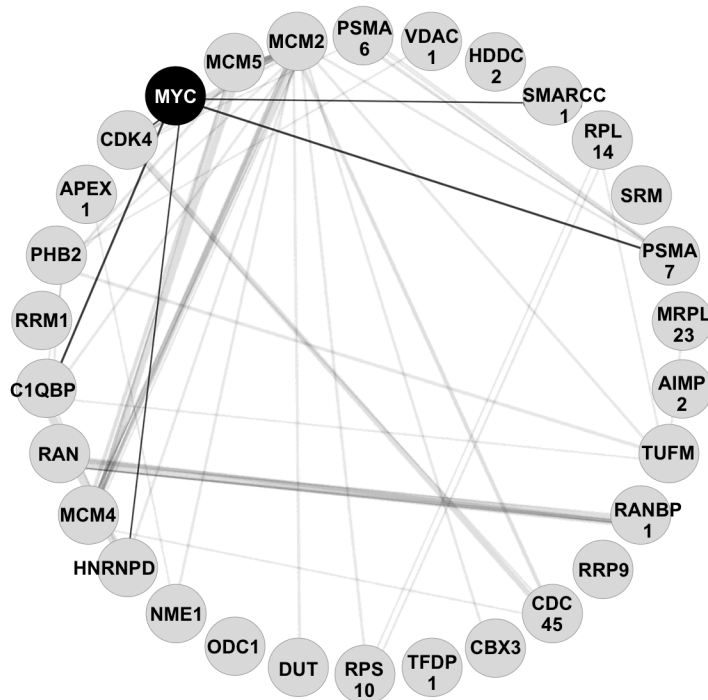 PSMA
6
VDAC
1
MCM2
HDDC
2
MCM5
SMARCC
1
MYC
RPL
14
CDK4
SRM
APEX
1
PSMA
7
PHB2
MRPL
23
RRM1
AIMP
2
C1QBP
TUFM
RAN
RANBP
1
MCM4
RRP9
HNRNPD
CDC
45
NME1
CBX3
ODC1
TFDP
1
DUT
RPS
10